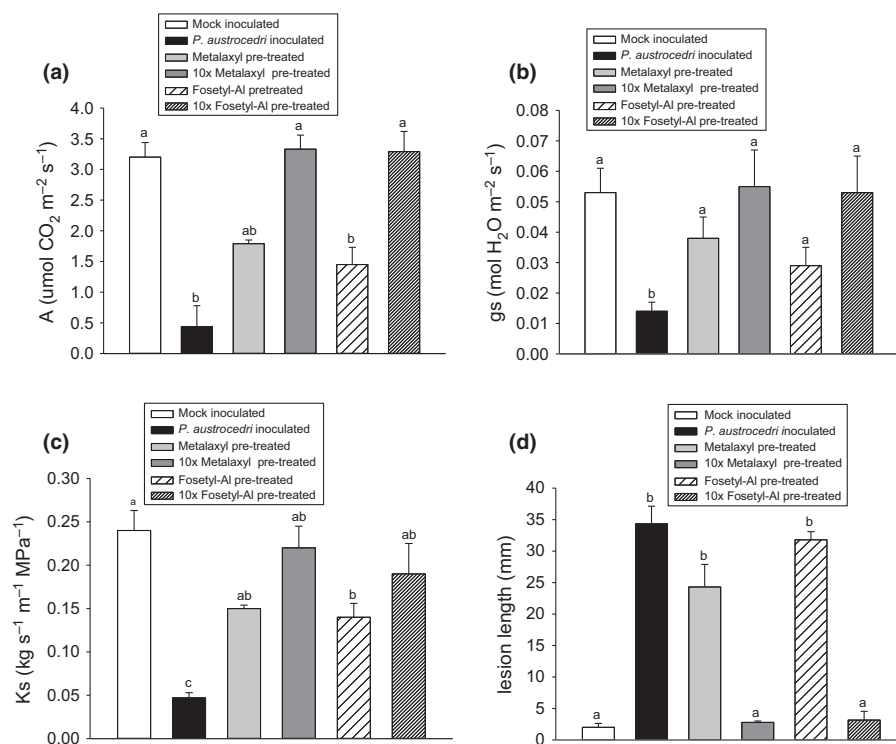 (a)
Mock inoculated
P. austrocedri inoculated
Metalaxyl pre-treated
10x Metalaxyl pre-treated
Fosetyl-Al pretreated
10x Fosetyl-Al pre-treated
A (umol CO2 m−2 s−1)
4.0
3.5
3.0
2.5
2.0
1.5
1.0
0.5
0.0
a
b
ab
a
b
a
(b)
Mock inoculated
P. austrocedri inoculated
Metalaxyl pre-treated
10x Metalaxyl pre-treated
Fosetyl-Al pre-treated
10x Fosetyl-Al pre-treated
gs (mol H2O m−2 s−1)
0.08
0.07
0.06
0.05
0.04
0.03
0.02
0.01
0.00
a
b
a
a
a
a
(c)
Mock inoculated
P. austrocedri inoculated
Metalaxyl pre-treated
10x Metalaxyl pre-treated
Fosetyl-Al pre-treated
10x Fosetyl-Al pre-treated
Ks (kg s−1 m−1 MPa−1)
0.30
0.25
0.20
0.15
0.10
0.05
0.00
a
c
ab
ab
b
ab
(d)
Mock inoculated
P. austrocedri inoculated
Metalaxyl pre-treated
10x Metalaxyl pre-treated
Fosetyl-Al pre-treated
10x Fosetyl-Al pre-treated
lesion length (mm)
40
35
30
25
20
15
10
5
0
a
b
b
a
b
a